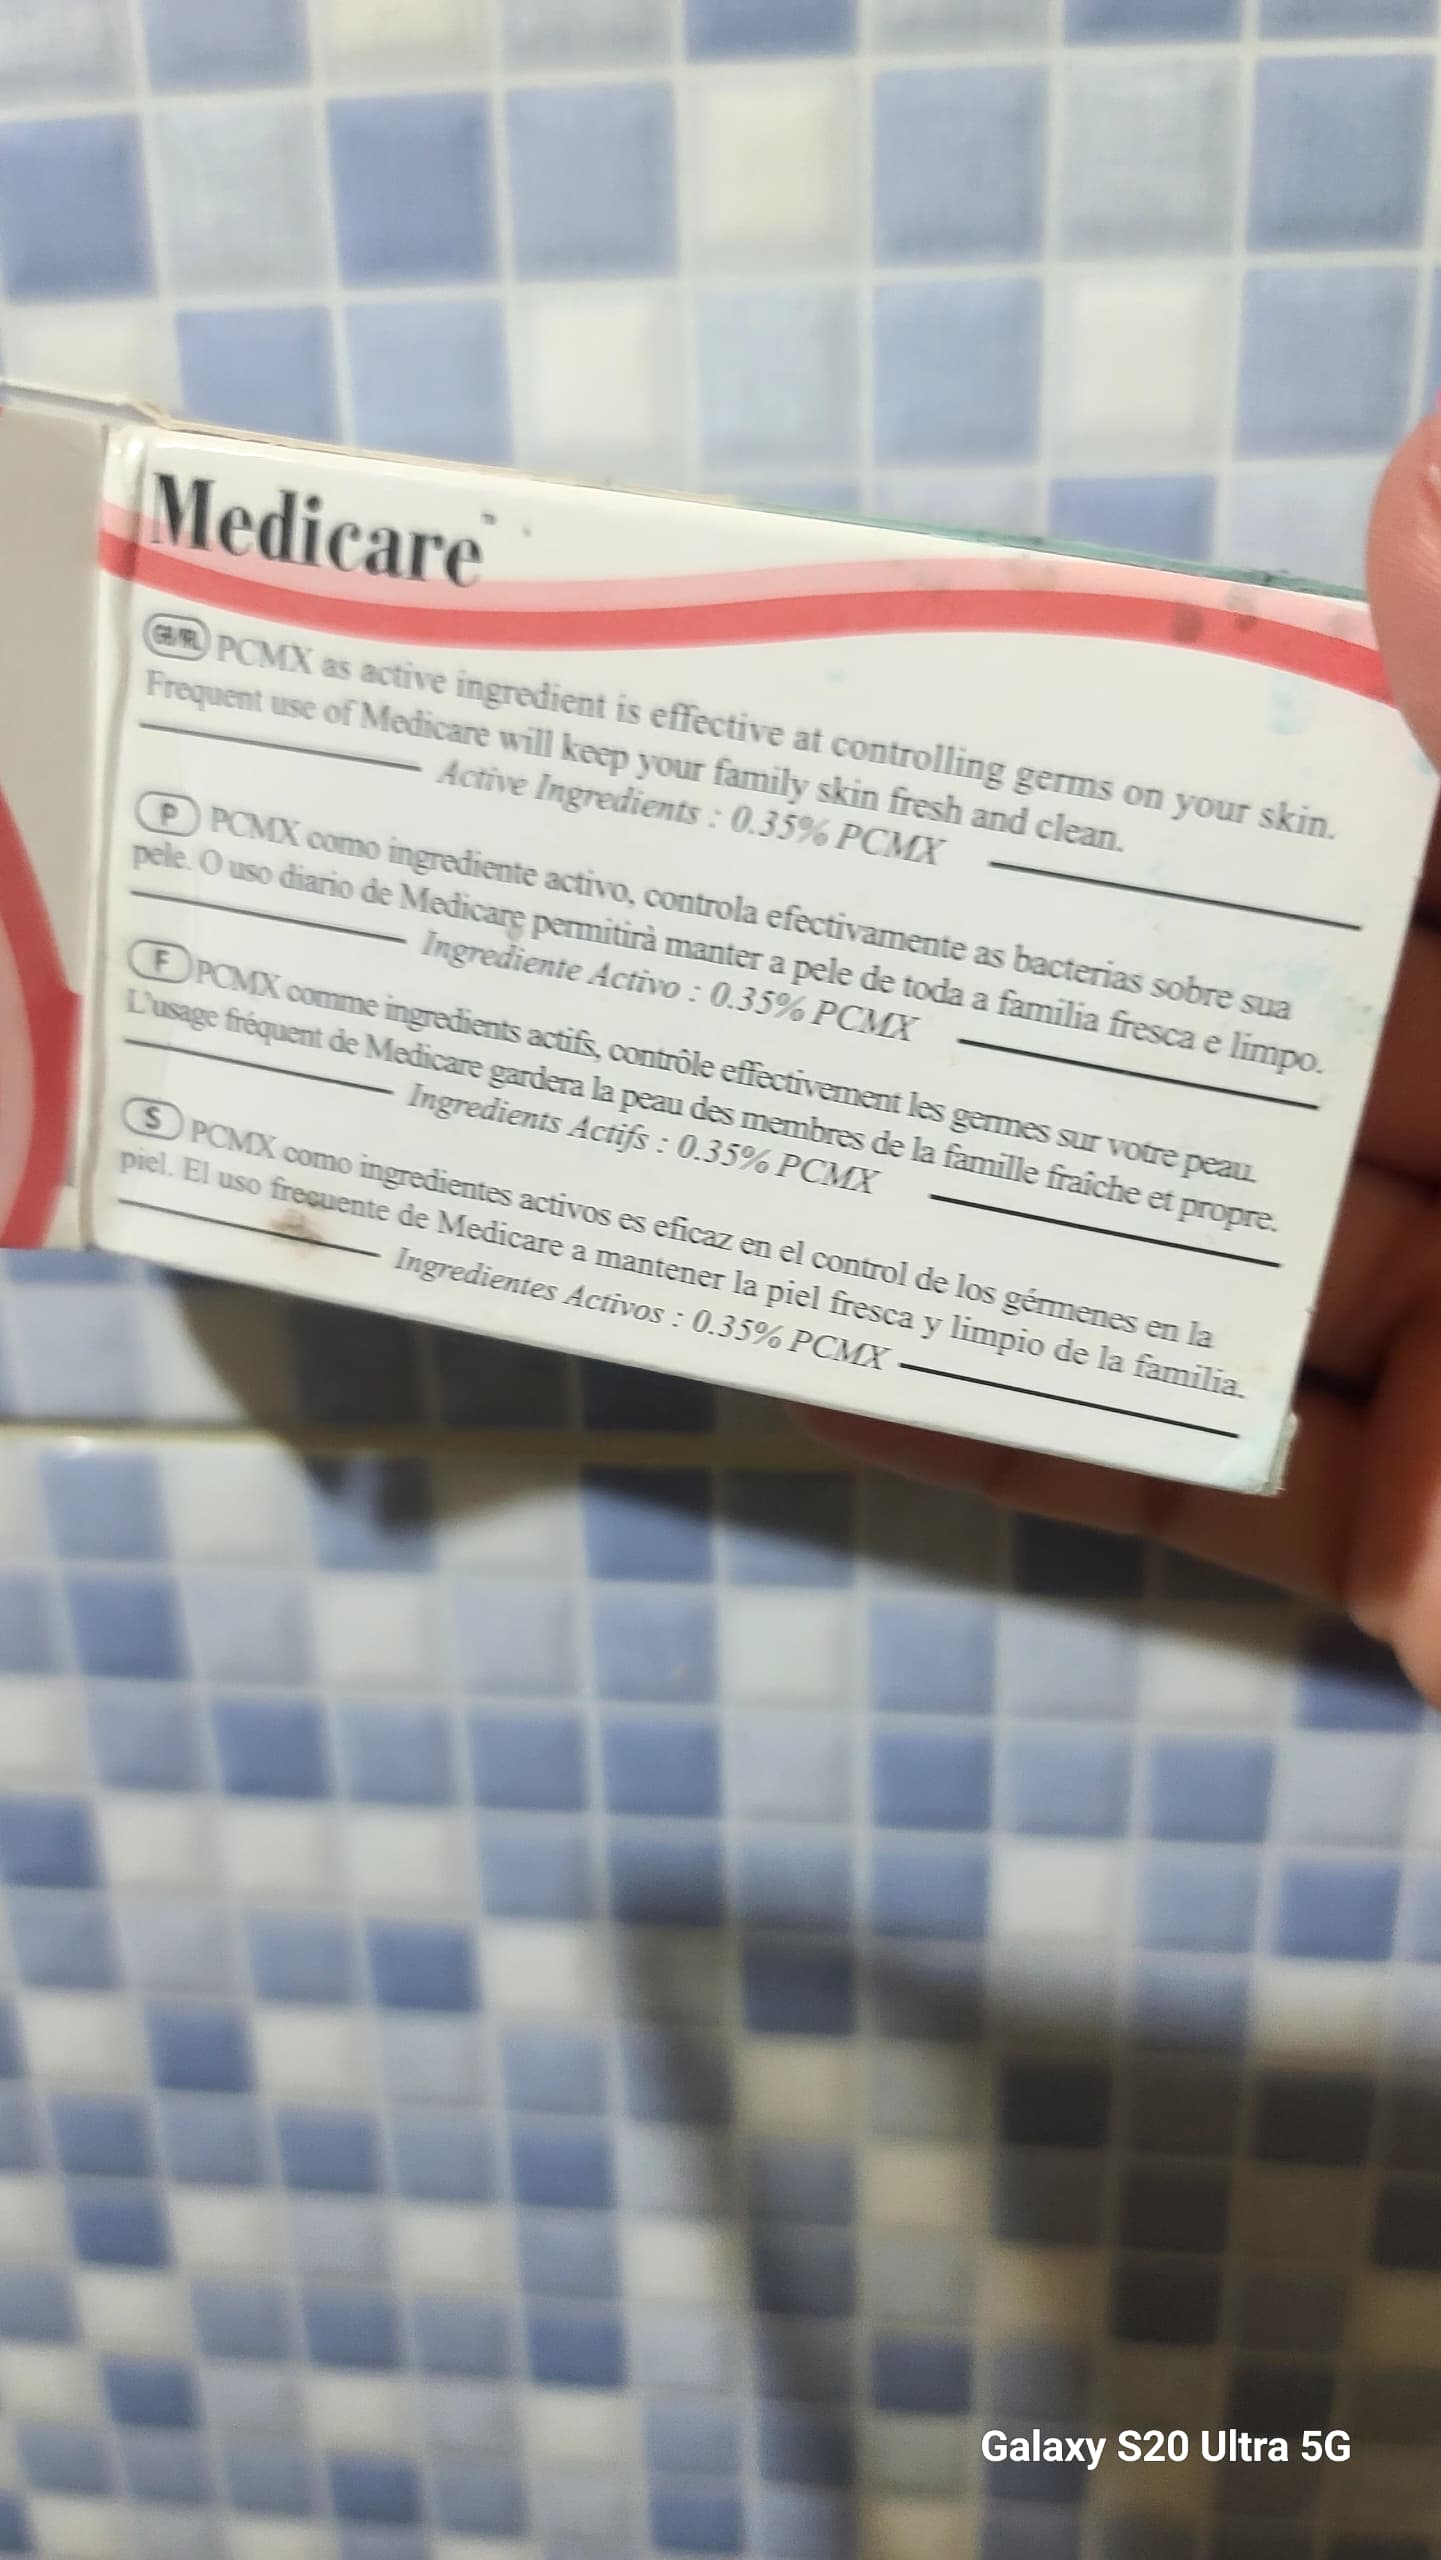 Medicare™
GB/IRL PCMX as active ingredient is effective at controlling germs on your skin.
Frequent use of Medicare will keep your family skin fresh and clean.
Active Ingredients : 0.35% PCMX
P PCMX como ingrediente activo, controla efectivamente as bacterias sobre sua
pele. O uso diario de Medicare permitirà manter a pele de toda a familia fresca e limpo.
Ingrediente Activo : 0.35% PCMX
F PCMX comme ingredients actifs, contrôle effectivement les germes sur votre peau.
L'usage fréquent de Medicare gardera la peau des membres de la famille fraîche et propre.
Ingredients Actifs : 0.35% PCMX
S PCMX como ingredientes activos es eficaz en el control de los gérmenes en la
piel. El uso frecuente de Medicare a mantener la piel fresca y limpio de la familia.
Ingredientes Activos : 0.35% PCMX
Galaxy S20 Ultra 5G